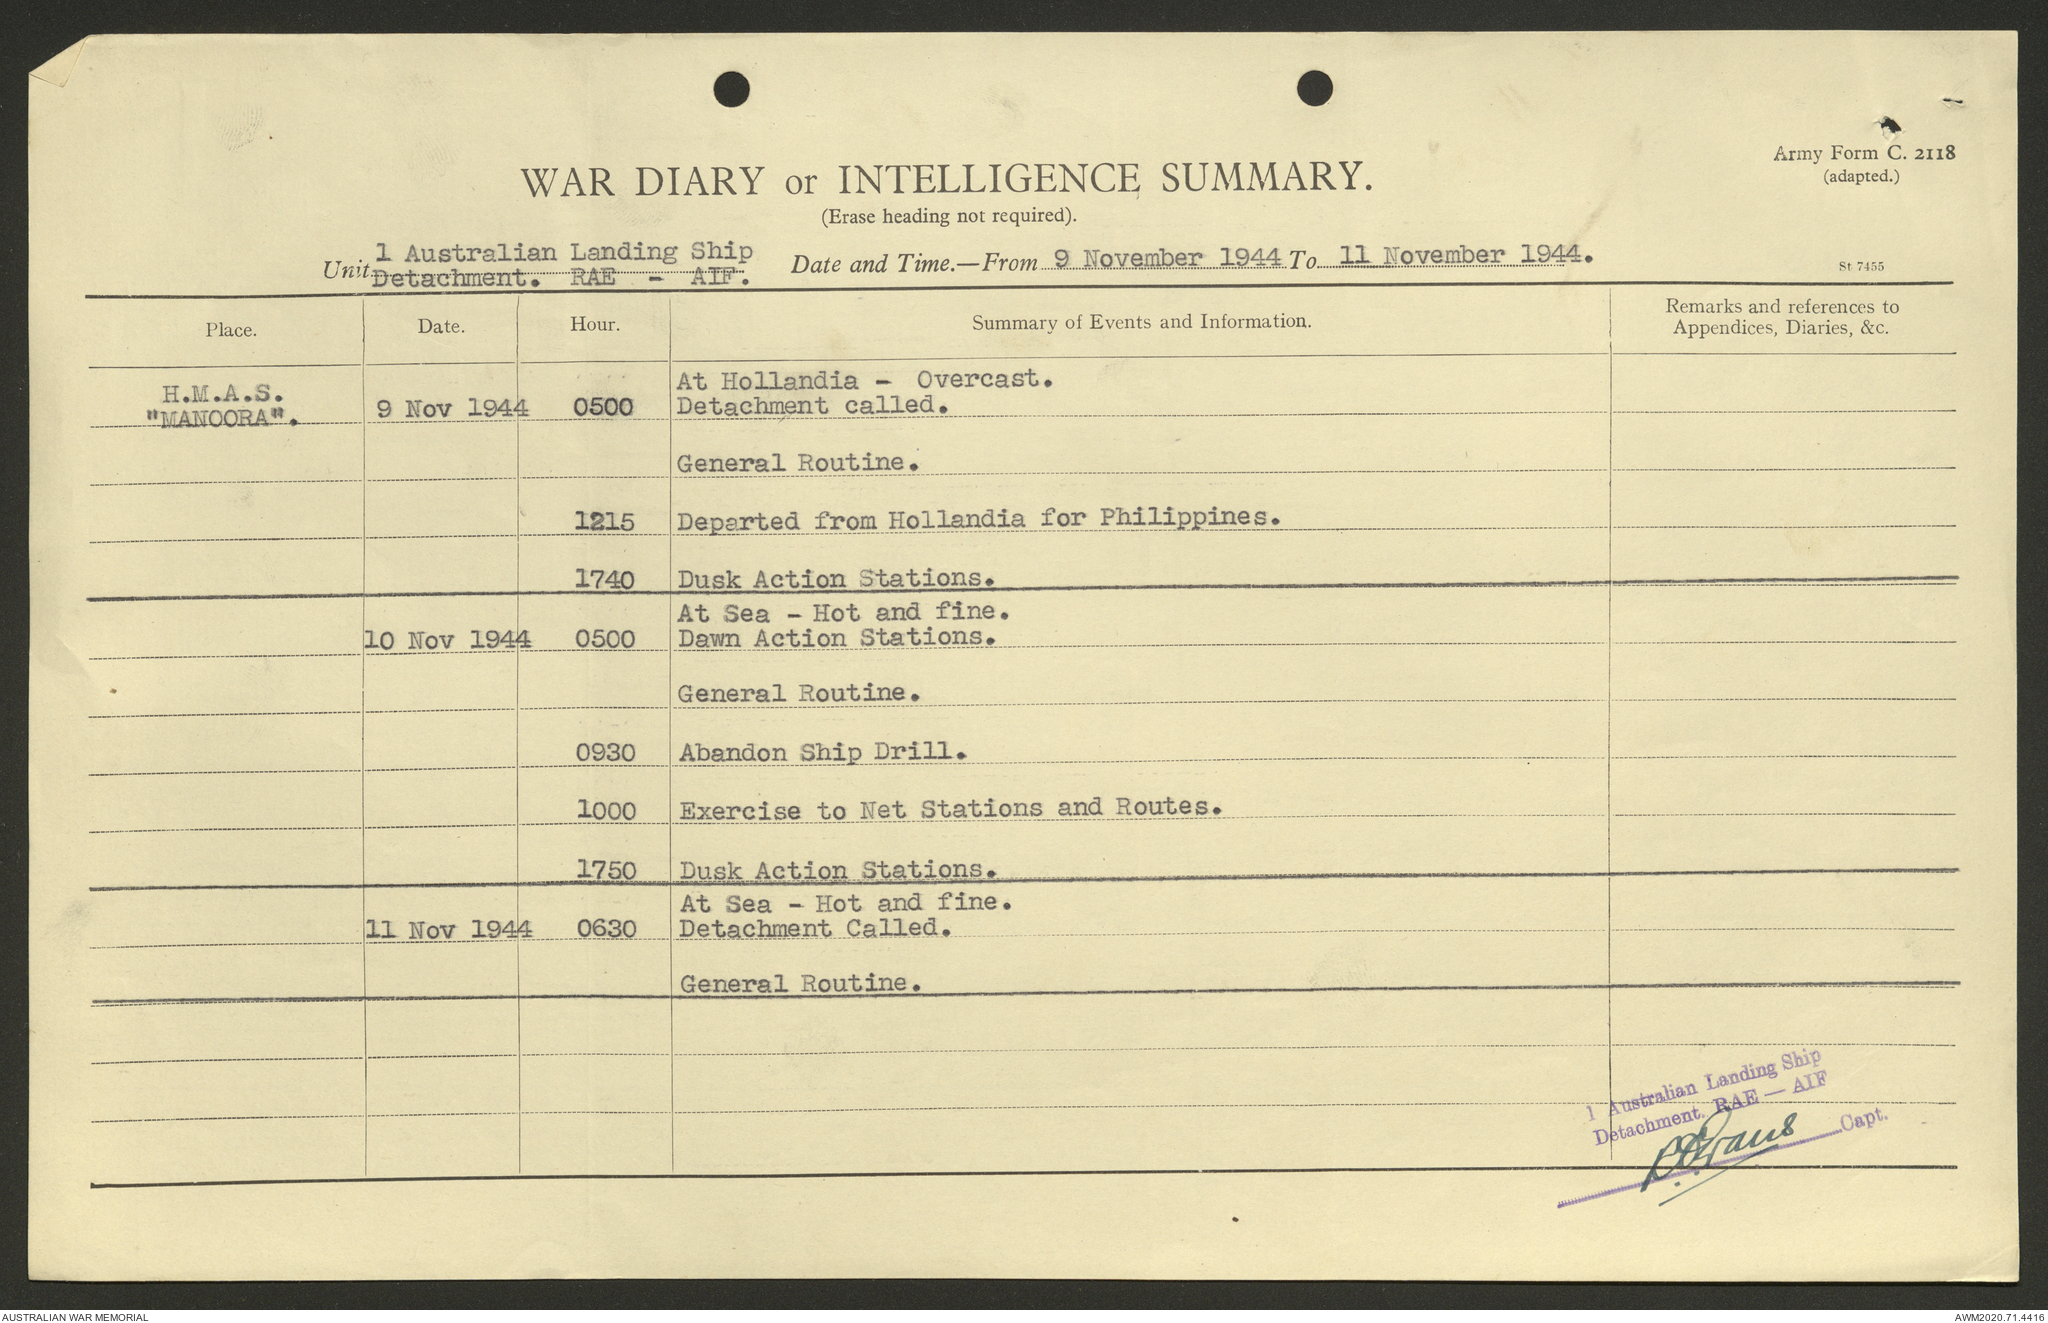 Army Form C. 2118
(adapted.)
WAR DIARY or INTELLIGENCE SUMMARY.
(Erase heading not required).
Unit 1 Australian Landing Ship
Detachment. RAE - AIF.
Date and Time.—From 9 November 1944 To 11 November 1944.
St 7455
Place. Date. Hour. Summary of Events and Information. Remarks and references to
Appendices, Diaries, &c.
H.M.A.S.
"MANOORA".
At Hollandia - Overcast.
9 Nov 1944 0500 Detachment called.
General Routine.
1215 Departed from Hollandia for Philippines.
1740 Dusk Action Stations.
At Sea - Hot and fine.
10 Nov 1944 0500 Dawn Action Stations.
General Routine.
0930 Abandon Ship Drill.
1000 Exercise to Net Stations and Routes.
1750 Dusk Action Stations.
At Sea - Hot and fine.
11 Nov 1944 0630 Detachment Called.
General Routine.
1 Australian Landing Ship
Detachment. RAE — AIF
Capt.
AUSTRALIAN WAR MEMORIAL
AWM2020.71.4416